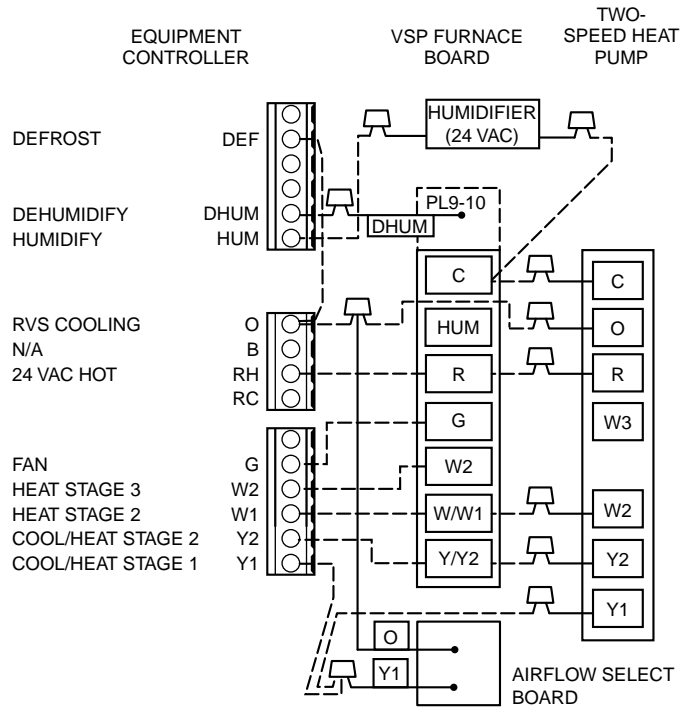 EQUIPMENT
CONTROLLER
VSP FURNACE
BOARD
TWO-
SPEED HEAT
PUMP
HUMIDIFIER
(24 VAC)
DEFROST DEF
DEHUMIDIFY DHUM
HUMIDIFY HUM
PL9-10
DHUM
RVS COOLING O
N/A B
24 VAC HOT RH
RC
FAN G
HEAT STAGE 3 W2
HEAT STAGE 2 W1
COOL/HEAT STAGE 2 Y2
COOL/HEAT STAGE 1 Y1
C
HUM
R
G
W2
W/W1
Y/Y2
C
O
R
W3
W2
Y2
Y1
O
Y1
AIRFLOW SELECT
BOARD